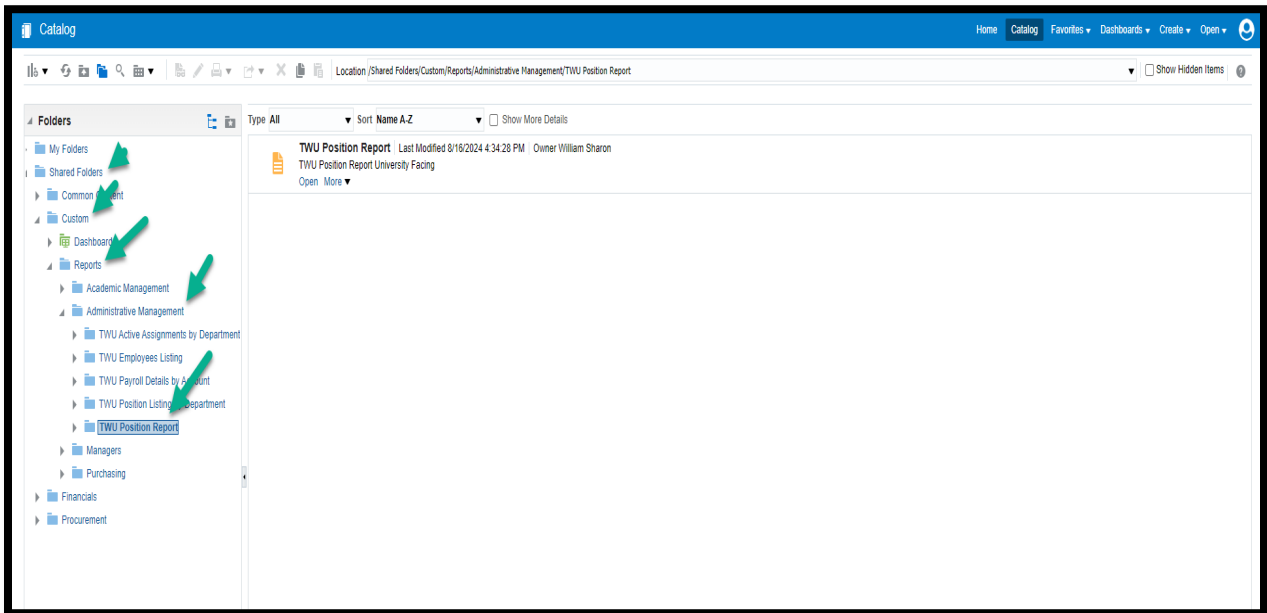 Catalog
Home Catalog Favorites Dashboards Create Open
Location /Shared Folders/Custom/Reports/Administrative Management/TWU Position Report
Show Hidden Items
Folders
Type All Sort Name A-Z Show More Details
My Folders
Shared Folders
Common
Custom
Dashboard
Reports
Academic Management
Administrative Management
TWU Active Assignments by Department
TWU Employees Listing
TWU Payroll Details by
TWU Position Listing Department
TWU Position Report
Managers
Purchasing
Financials
Procurement
TWU Position Report Last Modified 8/16/2024 4:34:28 PM Owner William Sharon
TWU Position Report University Facing
Open More